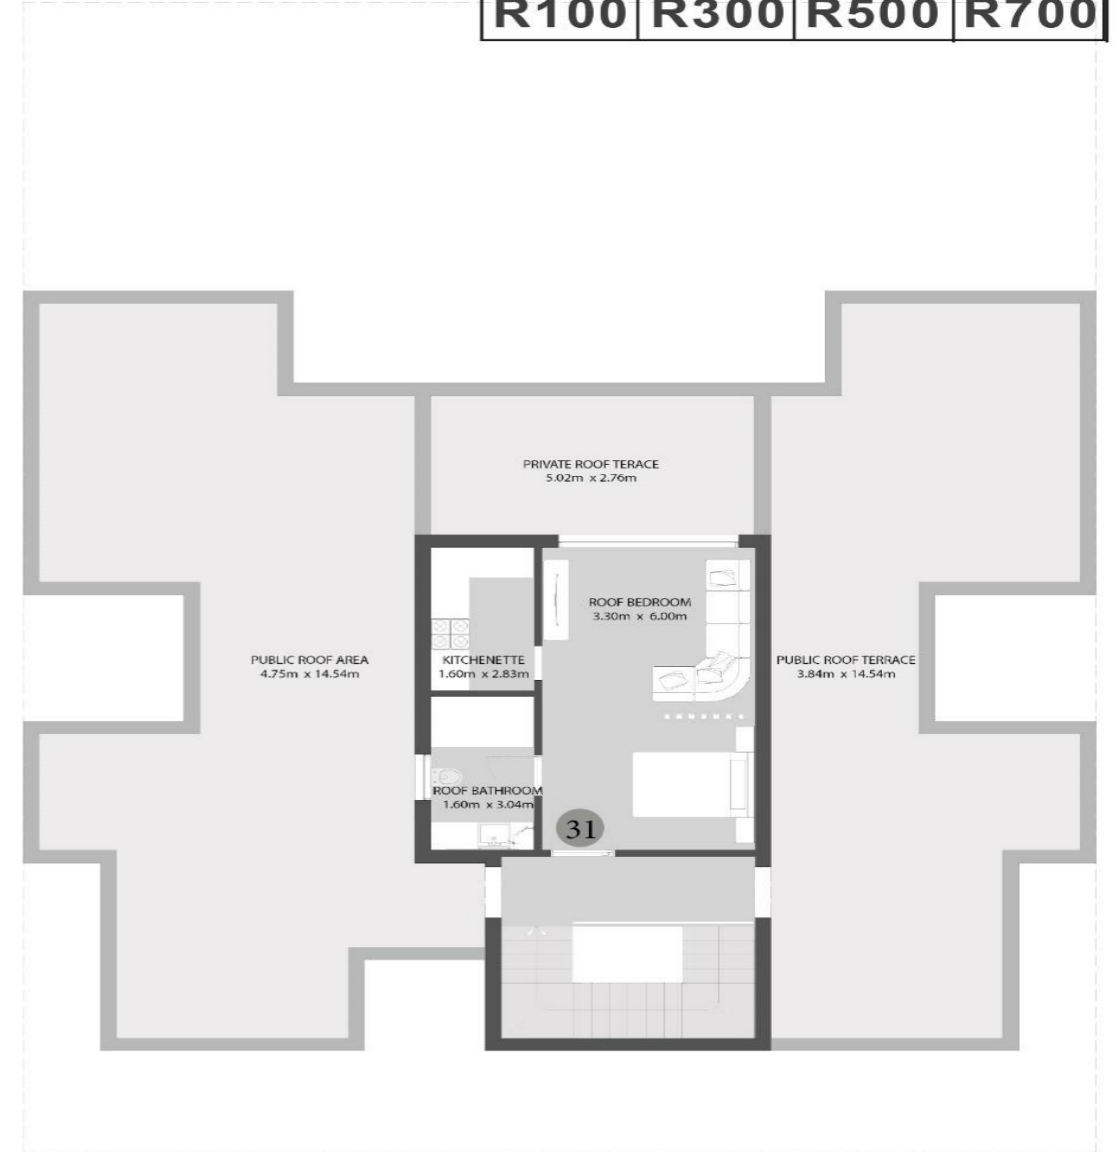 R100 R300 R500 R700
PRIVATE ROOF TERACE
5.02m x 2.76m
ROOF BEDROOM
3.30m x 6.00m
KITCHENETTE
1.60m x 2.83m
PUBLIC ROOF AREA
4.75m x 14.54m
PUBLIC ROOF TERRACE
3.84m x 14.54m
ROOF BATHROOM
1.60m x 3.04m
31